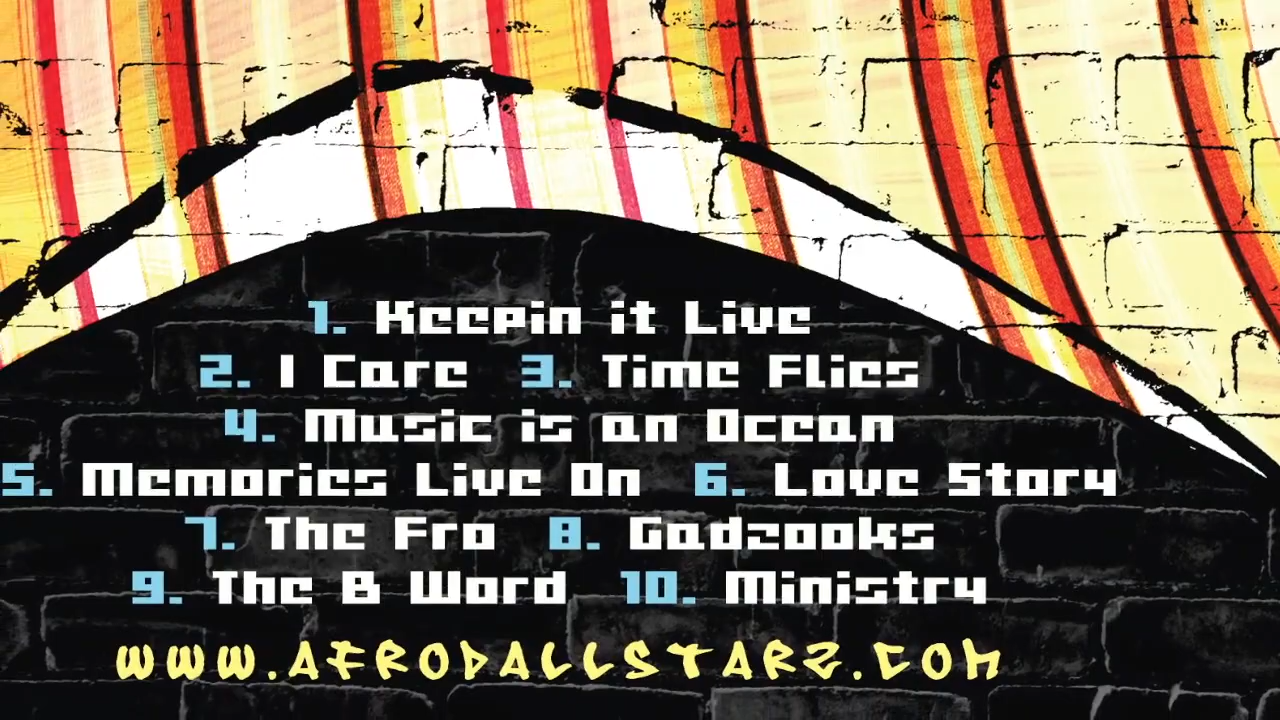 1. Keepin it Live
2. I Care 3. Time Flies
4. Music is an Ocean
5. Memories Live On 6. Love Story
7. The Fro 8. Gadzooks
9. The B Word 10. Ministry
WWW.AFRODALLSTARZ.COM